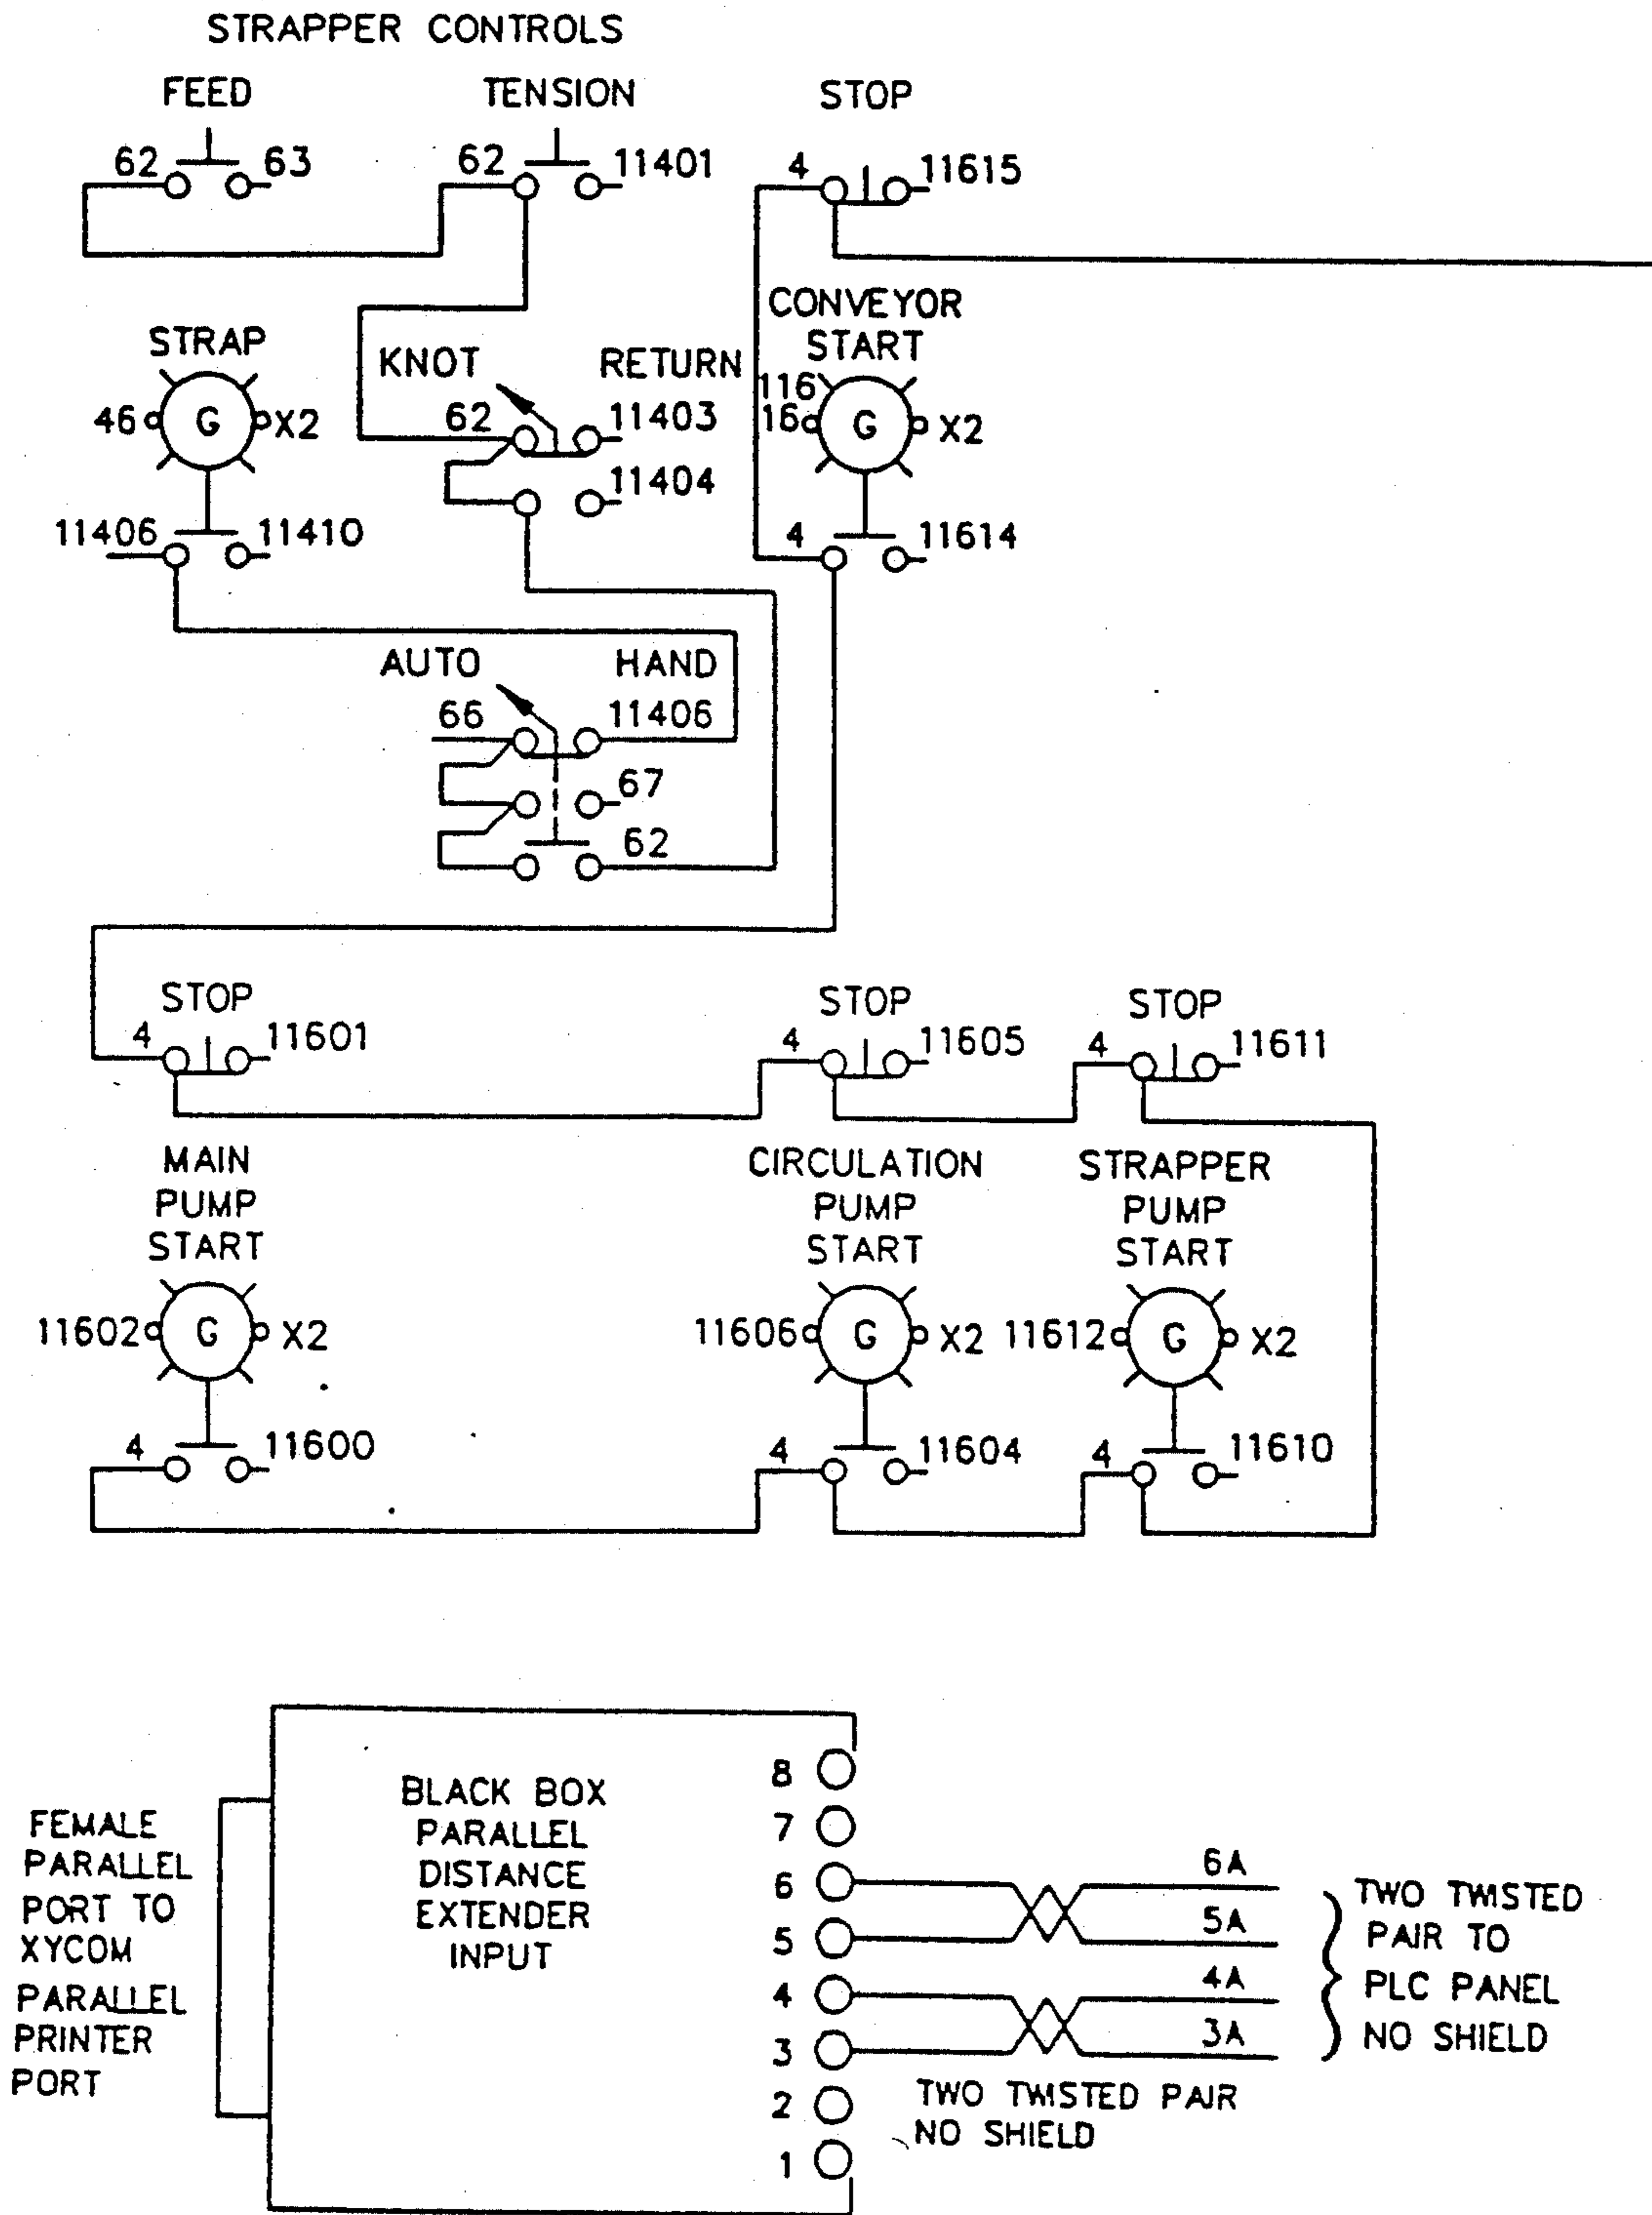 STRAPPER CONTROLS
FEED
TENSION
STOP
62
63
62
11401
4
11615
STRAP
KNOT
RETURN
CONVEYOR
START
46
G
X2
62
11403
11404
116
16
G
X2
11406
11410
4
11614
AUTO
HAND
66
11406
67
62
STOP
STOP
STOP
4
11601
4
11605
4
11611
MAIN
PUMP
START
CIRCULATION
PUMP
START
STRAPPER
PUMP
START
11602
G
X2
11606
G
X2
11612
G
X2
4
11600
4
11604
4
11610
FEMALE
PARALLEL
PORT TO
XYCOM
PARALLEL
PRINTER
PORT
BLACK BOX
PARALLEL
DISTANCE
EXTENDER
INPUT
8
7
6
5
4
3
2
1
6A
5A
4A
3A
TWO TWISTED
PAIR TO
PLC PANEL
NO SHIELD
TWO TWISTED PAIR
NO SHIELD